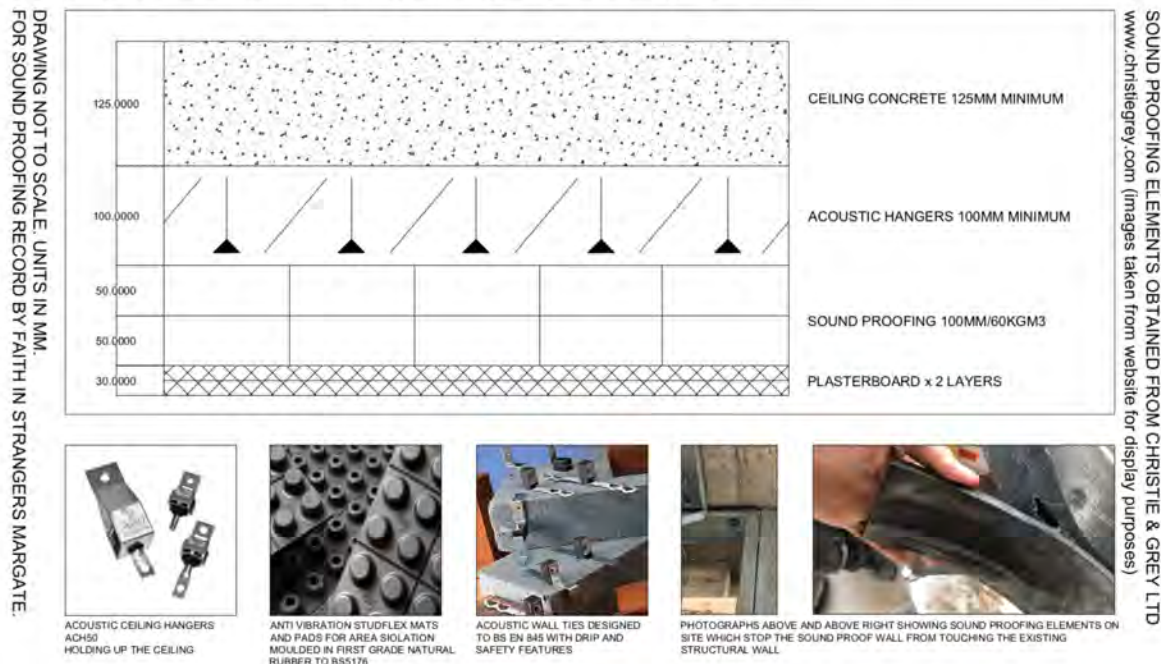 DRAWING NOT TO SCALE. UNITS IN MM.
FOR SOUND PROOFING RECORD BY FAITH IN STRANGERS MARGATE.
125.0000
CEILING CONCRETE 125MM MINIMUM
100.0000
ACOUSTIC HANGERS 100MM MINIMUM
50.0000
50.0000
SOUND PROOFING 100MM/60KGM3
30.0000
PLASTERBOARD x 2 LAYERS
SOUND PROOFING ELEMENTS OBTAINED FROM CHRISTIE & GREY LTD
www.christiegrey.com (images taken from website for display purposes)
ACOUSTIC CEILING HANGERS
ACH50
HOLDING UP THE CEILING
ANTI VIBRATION STUDFLEX MATS
AND PADS FOR AREA SIOLATION
MOULDED IN FIRST GRADE NATURAL
RUBBER TO BS5176
ACOUSTIC WALL TIES DESIGNED
TO BS EN 845 WITH DRIP AND
SAFETY FEATURES
PHOTOGRAPHS ABOVE AND ABOVE RIGHT SHOWING SOUND PROOFING ELEMENTS ON
SITE WHICH STOP THE SOUND PROOF WALL FROM TOUCHING THE EXISTING
STRUCTURAL WALL